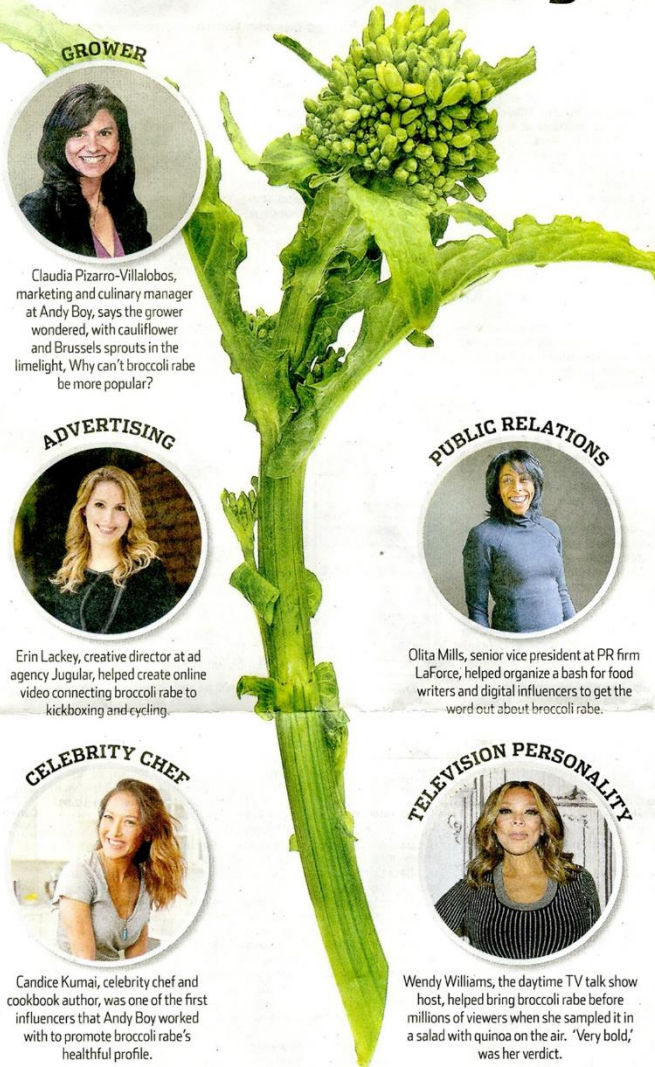 GROWER
Claudia Pizarro-Villalobos,
marketing and culinary manager
at Andy Boy, says the grower
wondered, with cauliflower
and Brussels sprouts in the
limelight, Why can't broccoli rabe
be more popular?
ADVERTISING
Erin Lackey, creative director at ad
agency Jugular, helped create online
video connecting broccoli rabe to
kickboxing and cycling.
PUBLIC RELATIONS
Olita Mills, senior vice president at PR firm
LaForce, helped organize a bash for food
writers and digital influencers to get the
word out about broccoli rabe.
CELEBRITY CHEF
Candice Kumai, celebrity chef and
cookbook author, was one of the first
influencers that Andy Boy worked
with to promote broccoli rabe's
healthful profile.
TELEVISION PERSONALITY
Wendy Williams, the daytime TV talk show
host, helped bring broccoli rabe before
millions of viewers when she sampled it in
a salad with quinoa on the air. 'Very bold,'
was her verdict.